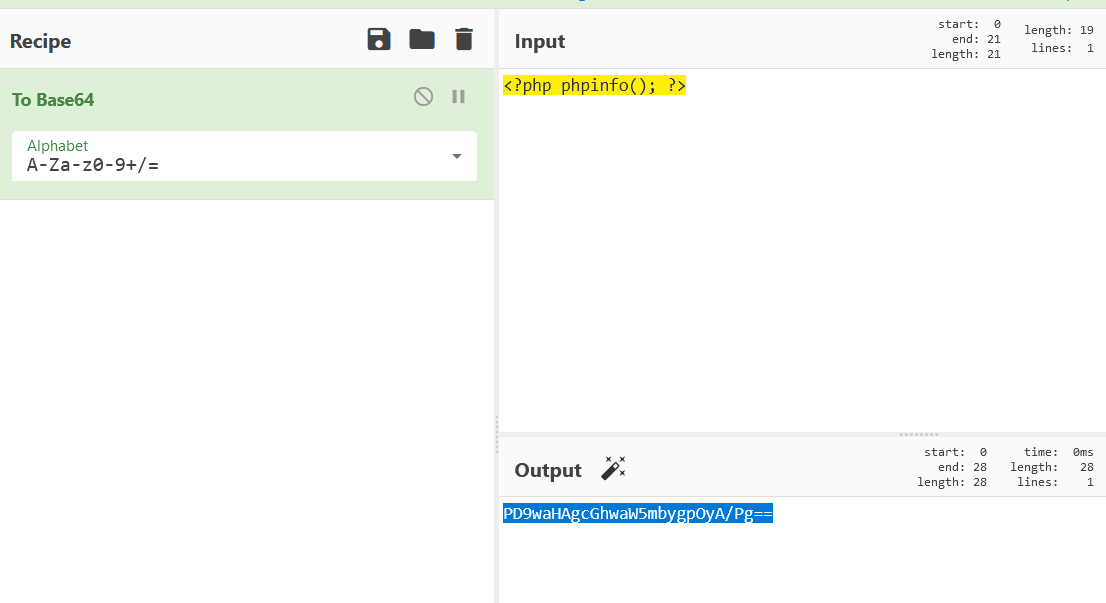 Recipe
To Base64
Alphabet
A-Za-z0-9+/=
Input
start: 0
end: 21
length: 21
length: 19
lines: 1
<?php phpinfo(); ?>
Output
start: 0
end: 28
length: 28
time: 0ms
length: 28
lines: 1
PD9waHAgcGhwaW5mbygpOyA/Pg==